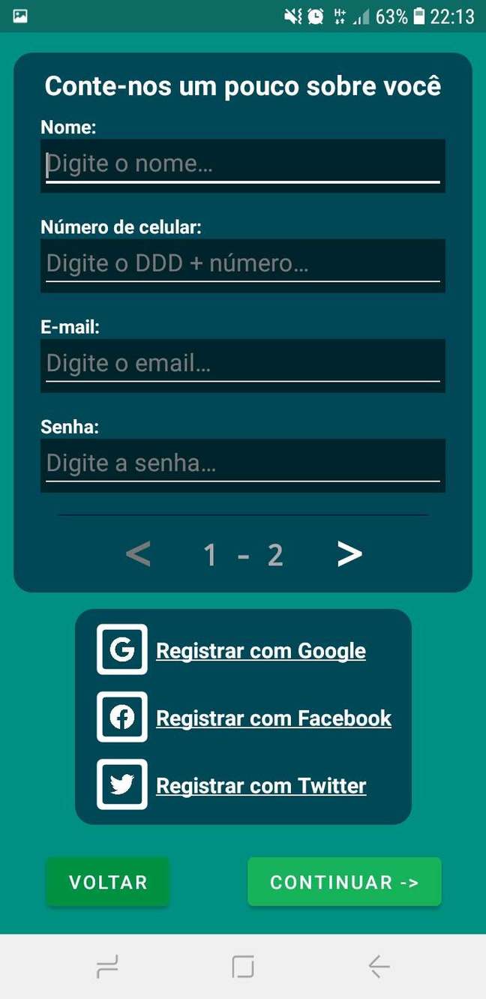 H+ 63% 22:13
Conte-nos um pouco sobre você
Nome:
Digite o nome...
Número de celular:
Digite o DDD + número...
E-mail:
Digite o email...
Senha:
Digite a senha...
< 1 - 2 >
G Registrar com Google
f Registrar com Facebook
Registrar com Twitter
VOLTAR CONTINUAR ->